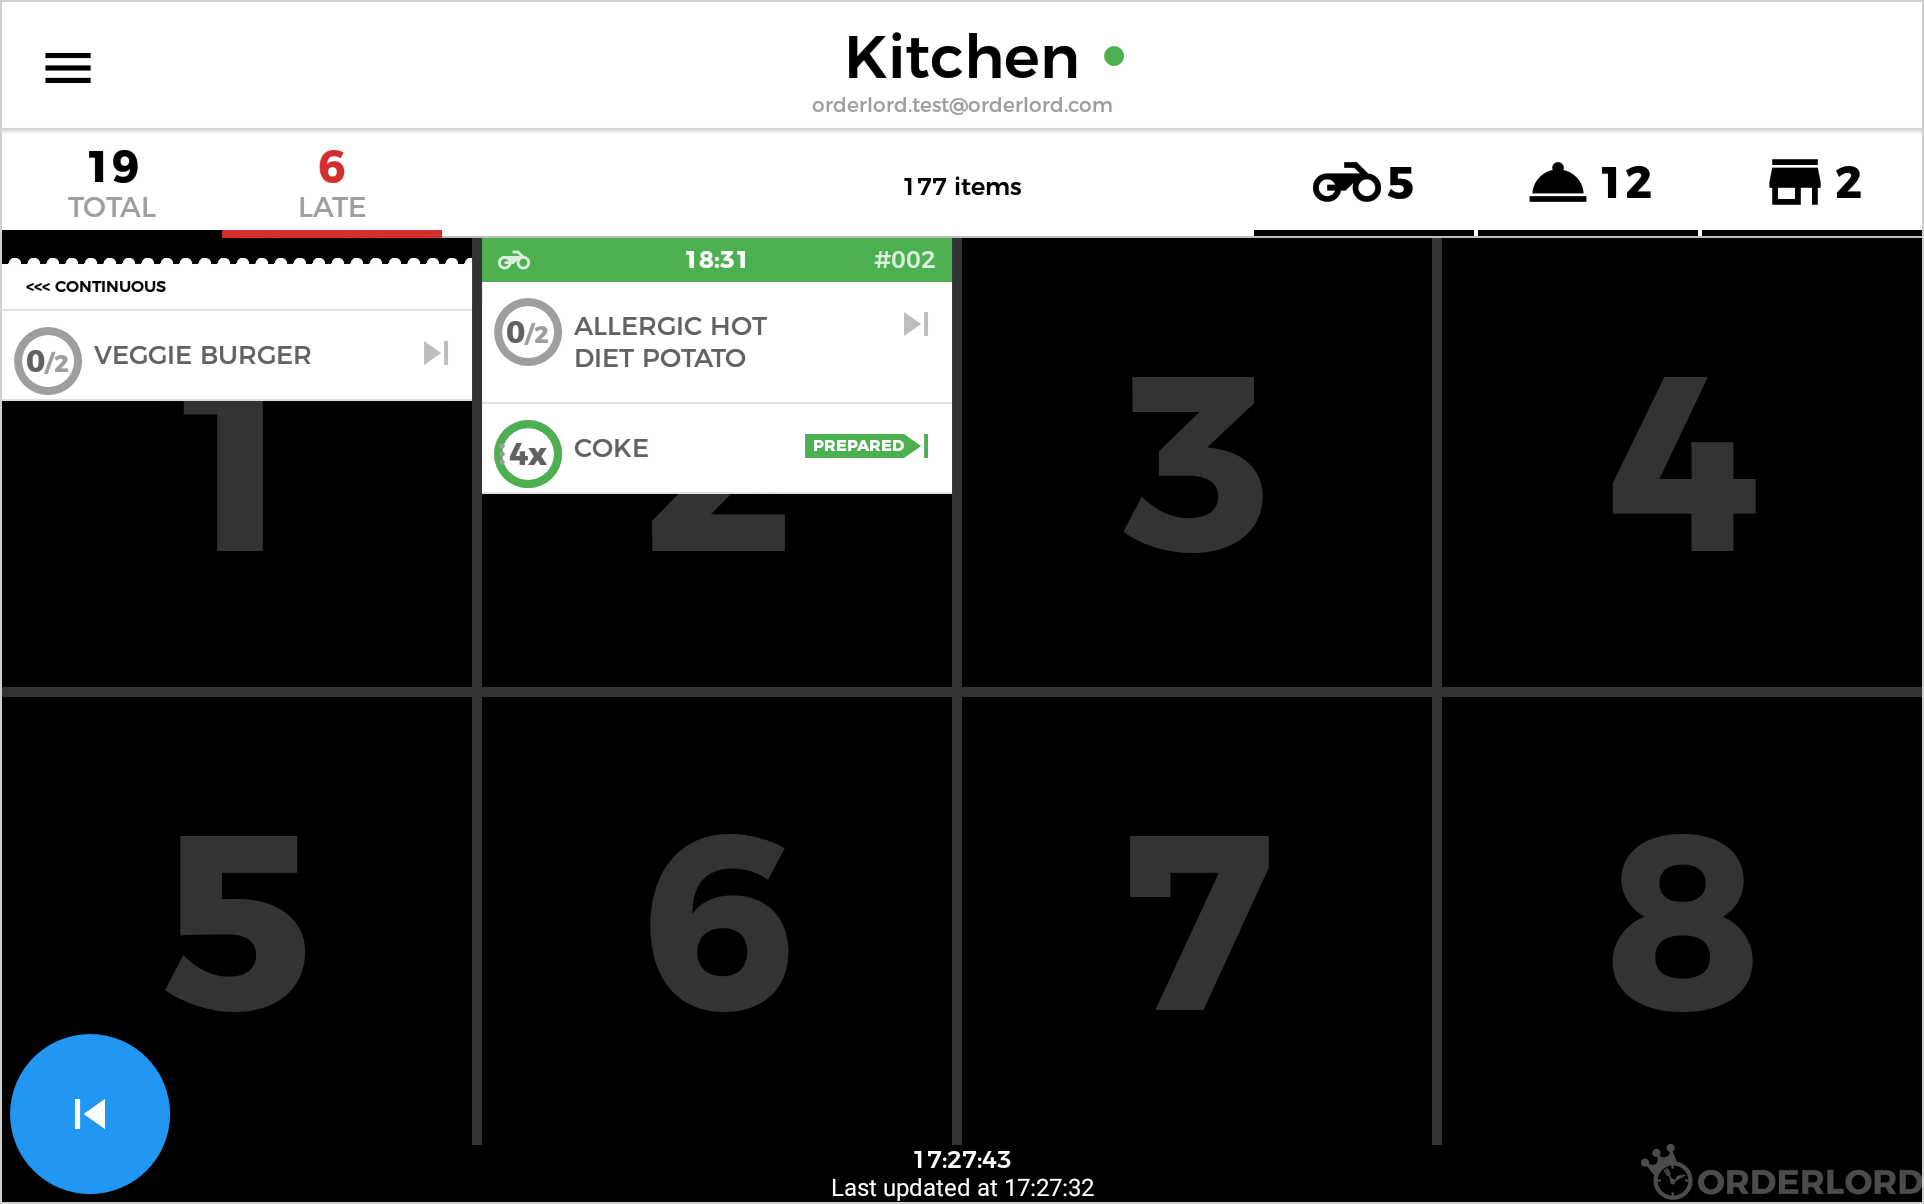 Kitchen
orderlord.test@orderlord.com
19
TOTAL
6
LATE
177 items
5
12
2
<<< CONTINUOUS
0/2 VEGGIE BURGER
18:31 #002
0/2 ALLERGIC HOT
DIET POTATO
4x COKE PREPARED
1
2
3
4
5
6
7
8
17:27:43
Last updated at 17:27:32
ORDERLORD